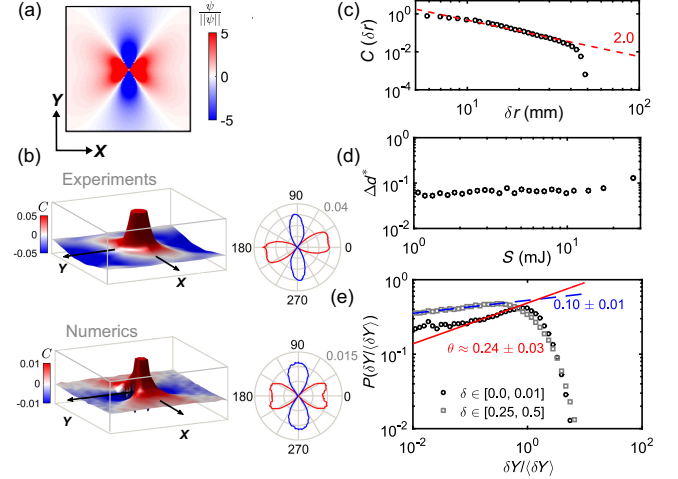 (a)
ψ
||ψ||
5
0
-5
Y
X
(b)
Experiments
C
0.05
0
-0.05
Y
X
90
0.04
180
0
270
Numerics
C
0.01
0
-0.01
Y
X
90
0.015
180
0
270
(c)
C (δr)
10⁰
10⁻²
10⁻⁴
2.0
10¹
10²
δr (mm)
(d)
Δd*
10⁰
10⁻¹
10⁻²
10⁰
10¹
S (mJ)
(e)
P(δY/⟨δY⟩)
10⁰
10⁻¹
10⁻²
0.10 ± 0.01
θ ≈ 0.24 ± 0.03
δ ∈ [0.0, 0.01]
δ ∈ [0.25, 0.5]
10⁻²
10⁰
10²
δY/⟨δY⟩